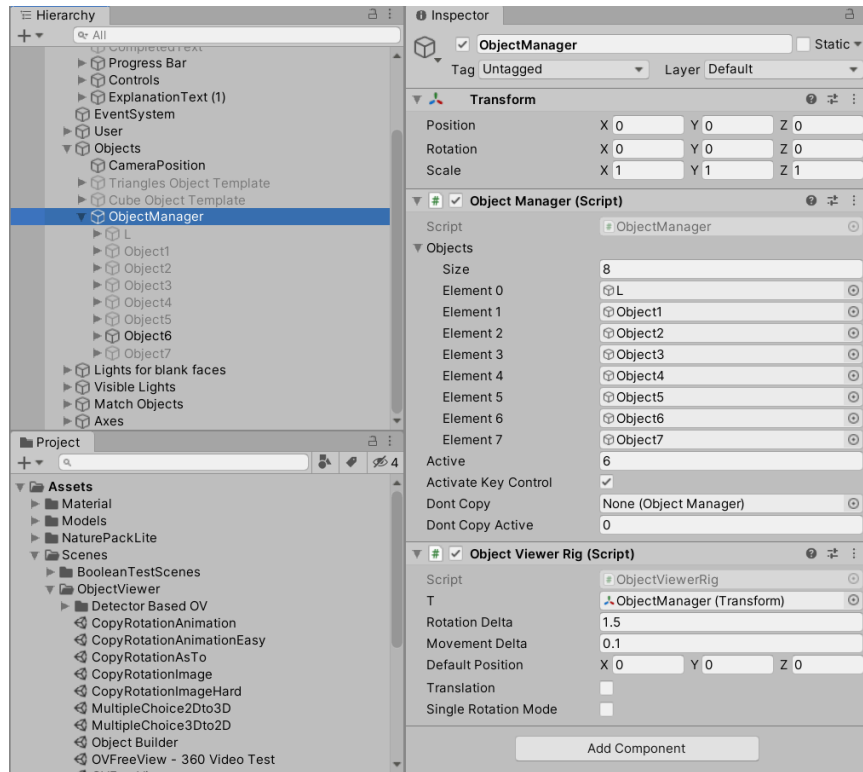 Hierarchy
All
CompletedText
Progress Bar
Controls
ExplanationText (1)
EventSystem
User
Objects
CameraPosition
Triangles Object Template
Cube Object Template
ObjectManager
L
Object1
Object2
Object3
Object4
Object5
Object6
Object7
Lights for blank faces
Visible Lights
Match Objects
Axes
Project
4
Assets
Material
Models
NaturePackLite
Scenes
BooleanTestScenes
ObjectViewer
Detector Based OV
CopyRotationAnimation
CopyRotationAnimationEasy
CopyRotationAsTo
CopyRotationImage
CopyRotationImageHard
MultipleChoice2Dto3D
MultipleChoice3Dto2D
Object Builder
OVFreeView - 360 Video Test
Inspector
ObjectManager Static
Tag Untagged Layer Default
Transform
Position X 0 Y 0 Z 0
Rotation X 0 Y 0 Z 0
Scale X 1 Y 1 Z 1
# Object Manager (Script)
Script # ObjectManager
Objects
Size 8
Element 0 L
Element 1 Object1
Element 2 Object2
Element 3 Object3
Element 4 Object4
Element 5 Object5
Element 6 Object6
Element 7 Object7
Active 6
Activate Key Control
Dont Copy None (Object Manager)
Dont Copy Active 0
# Object Viewer Rig (Script)
Script # ObjectViewerRig
T ObjectManager (Transform)
Rotation Delta 1.5
Movement Delta 0.1
Default Position X 0 Y 0 Z 0
Translation
Single Rotation Mode
Add Component